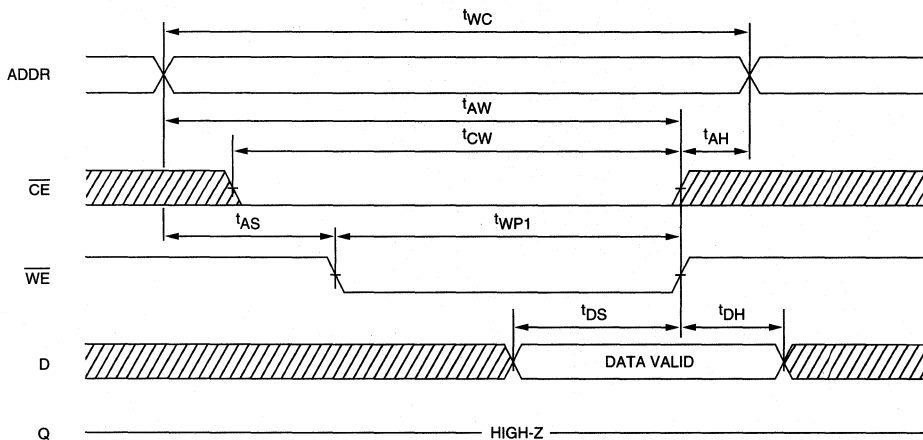 tWC
ADDR
tAW
tCW
tAH
CE
tAS
tWP1
WE
tDS
tDH
D
DATA VALID
Q
HIGH-Z